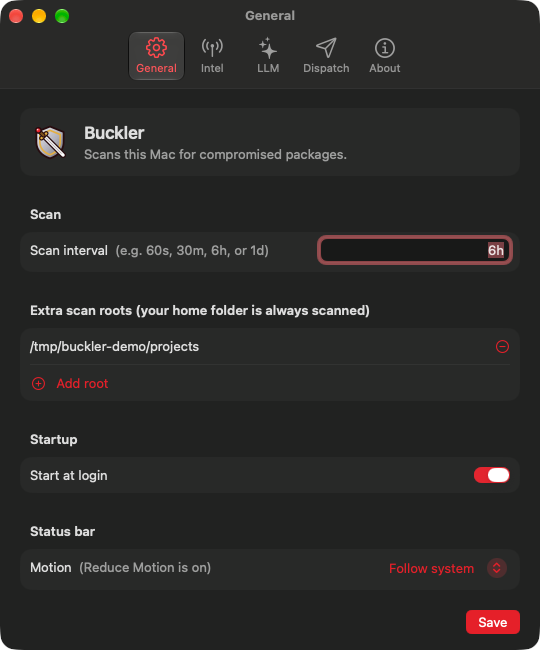 General
General Intel LLM Dispatch About
Buckler
Scans this Mac for compromised packages.
Scan
Scan interval (e.g. 60s, 30m, 6h, or 1d) 6h
Extra scan roots (your home folder is always scanned)
/tmp/buckler-demo/projects
Add root
Startup
Start at login
Status bar
Motion (Reduce Motion is on) Follow system
Save